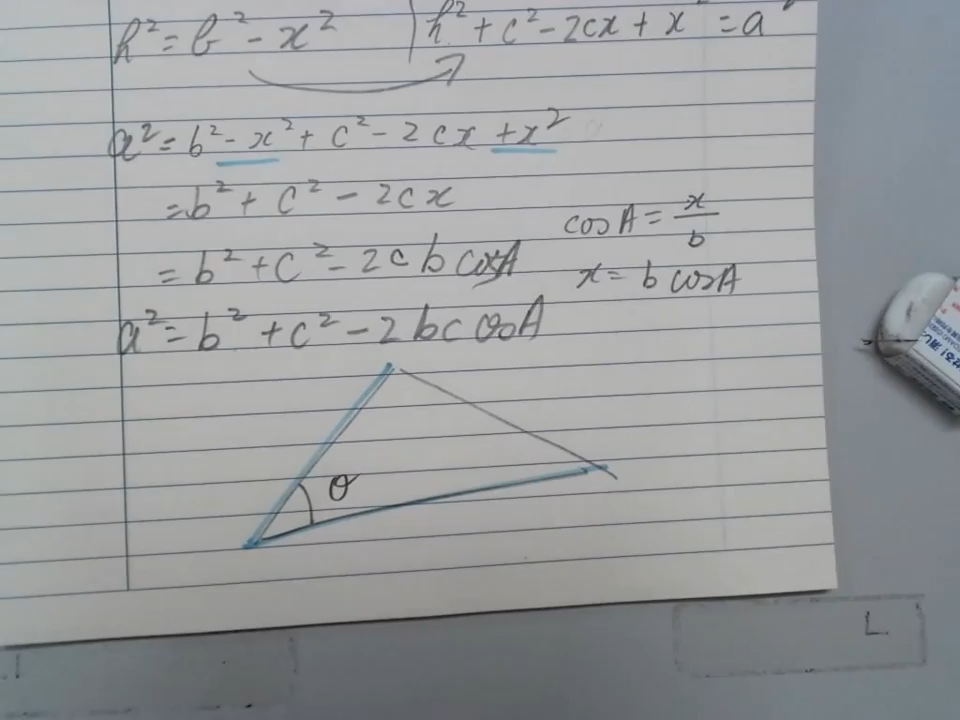 h² = b² - x² | h² + c² - 2cx + x² = a²
a² = b² - x² + c² - 2cx + x²
= b² + c² - 2cx
cosA = x/b
= b² + c² - 2cb cosA
x = b cosA
a² = b² + c² - 2bc cosA
θ
L